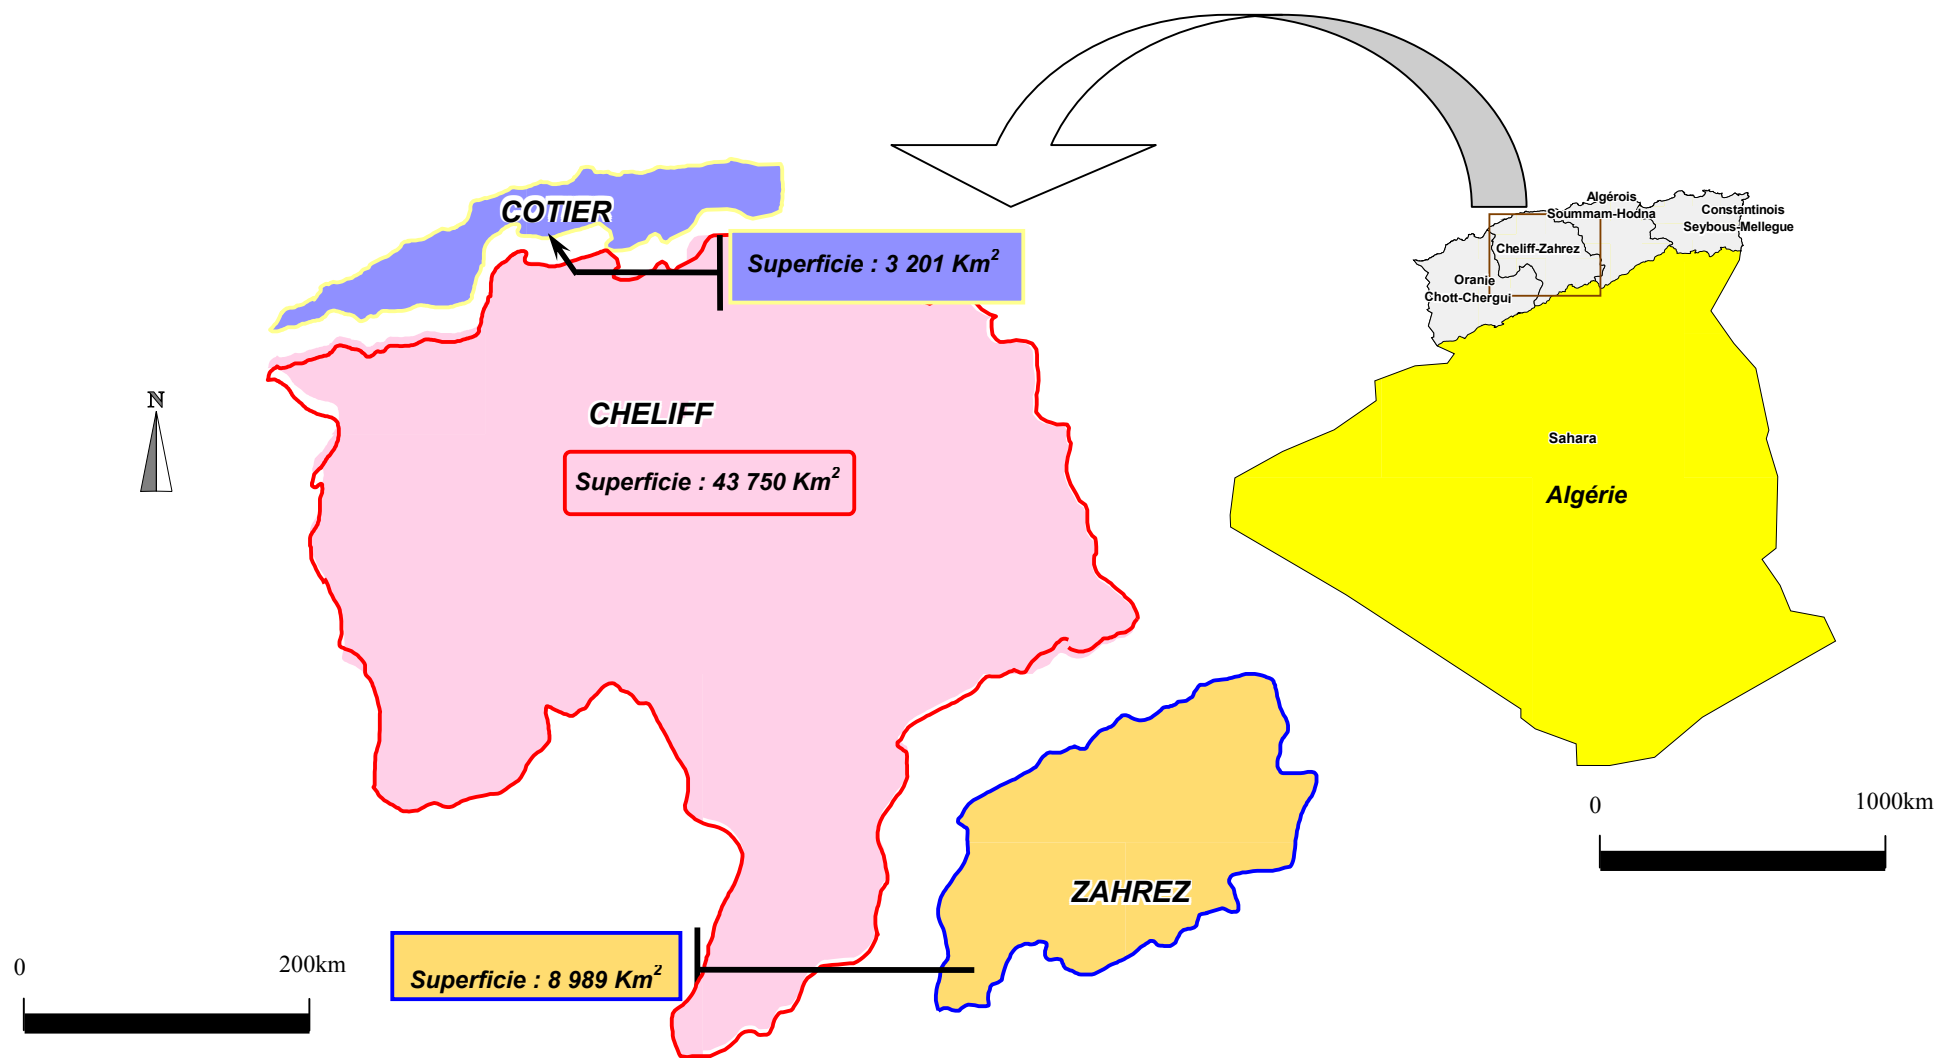 Algérois
Soummam-Hodna
Constantinois
Seybous-Mellegue
Cheliff-Zahrez
Oranie
Chott-Chergui
COTIER
Superficie : 3 201 Km²
N
CHELIFF
Superficie : 43 750 Km²
Sahara
Algérie
0 1000km
ZAHREZ
Superficie : 8 989 Km²
0 200km